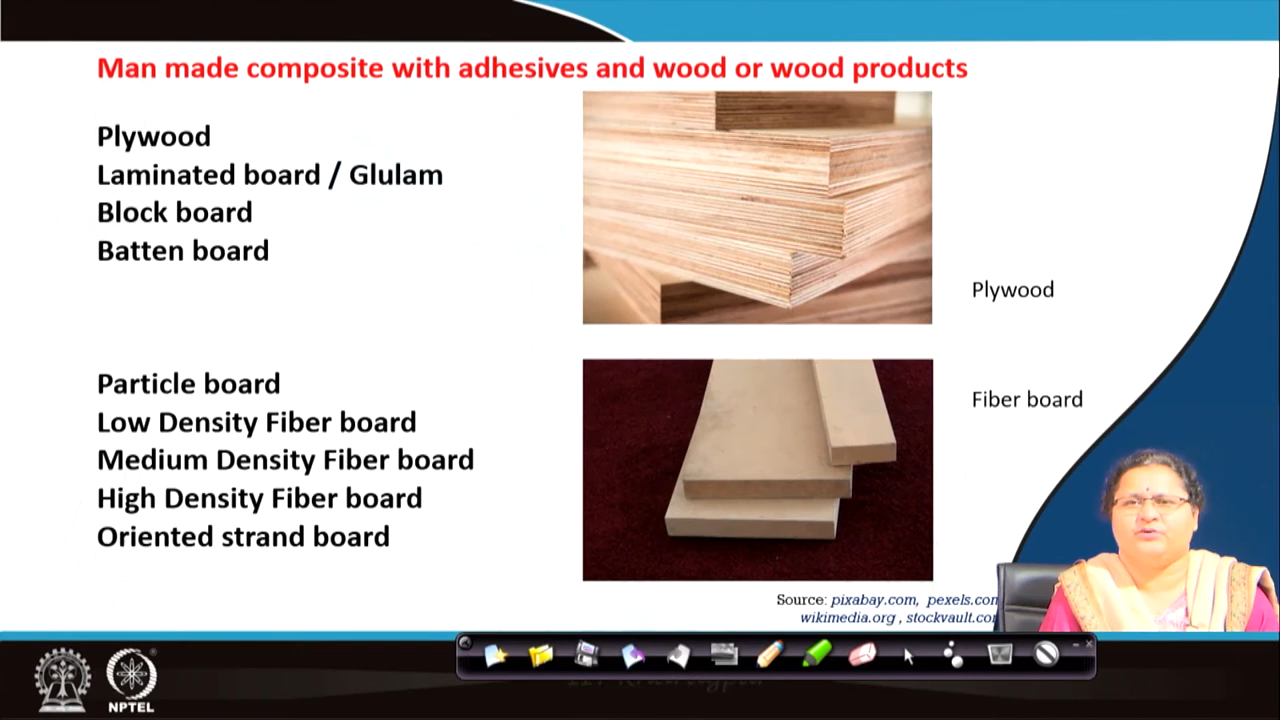 Man made composite with adhesives and wood or wood products
Plywood
Laminated board / Glulam
Block board
Batten board
Plywood
Particle board
Low Density Fiber board
Medium Density Fiber board
High Density Fiber board
Oriented strand board
Fiber board
Source: pixabay.com, pexels.com
wikimedia.org , stockvault.com
NPTEL